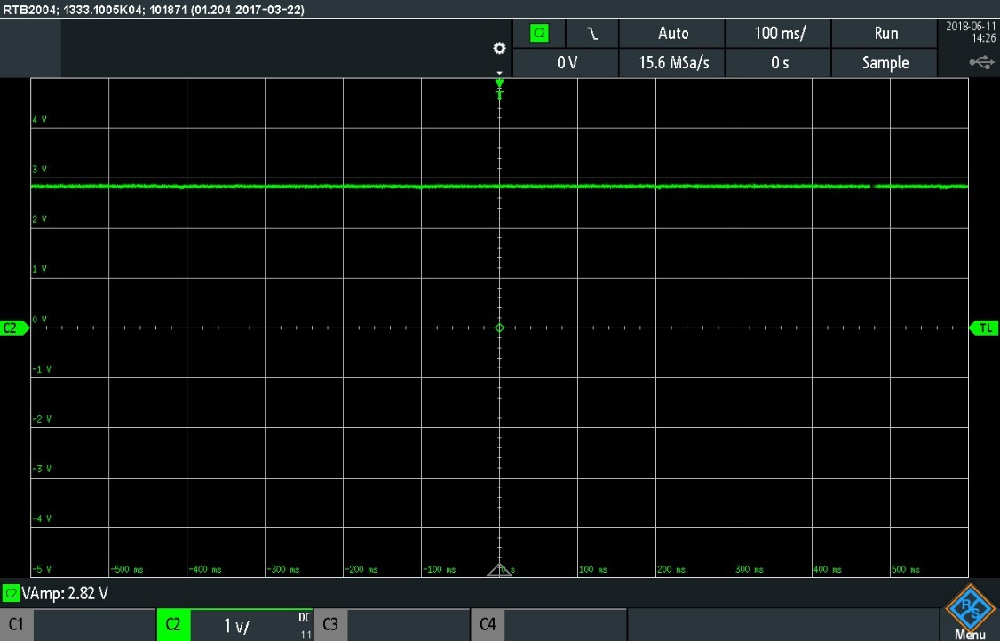 RTB2004; 1333.1005K04; 101871 (01.204 2017-03-22)
C2 Auto 100 ms/ Run 2018-06-11
14:26
0 V 15.6 MSa/s 0 s Sample
T
4 V
3 V
2 V
1 V
0 V
C2 TL
-1 V
-2 V
-3 V
-4 V
-5 V -500 ms -400 ms -300 ms -200 ms -100 ms 0 s 100 ms 200 ms 300 ms 400 ms 500 ms
C2 VAmp: 2.82 V
C1 C2 1 V/ DC 1:1 C3 C4
R&S
Menu